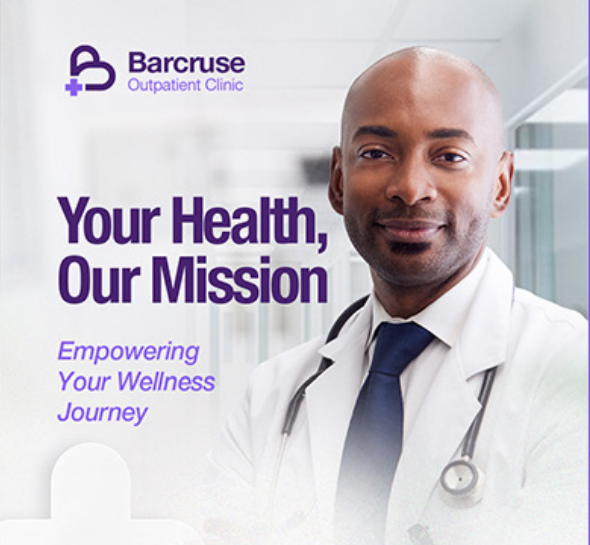 Barcruse
Outpatient Clinic
Your Health,
Our Mission
Empowering
Your Wellness
Journey